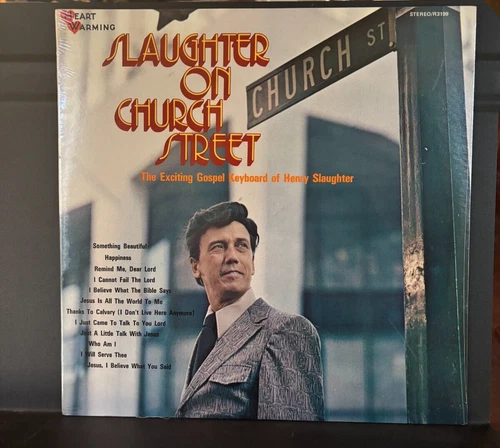 HEART
WARMING
STEREO/R3199
SLAUGHTER
ON
CHURCH
STREET
CHURCH ST.
The Exciting Gospel Keyboard of Henry Slaughter
Something Beautiful
Happiness
Remind Me, Dear Lord
I Cannot Fail The Lord
I Believe What The Bible Says
Jesus Is All The World To Me
Thanks To Calvary (I Don't Live Here Anymore)
I Just Came To Talk To You Lord
Just A Little Talk With Jesus
Who Am I
I Will Serve Thee
Jesus, I Believe What You Said